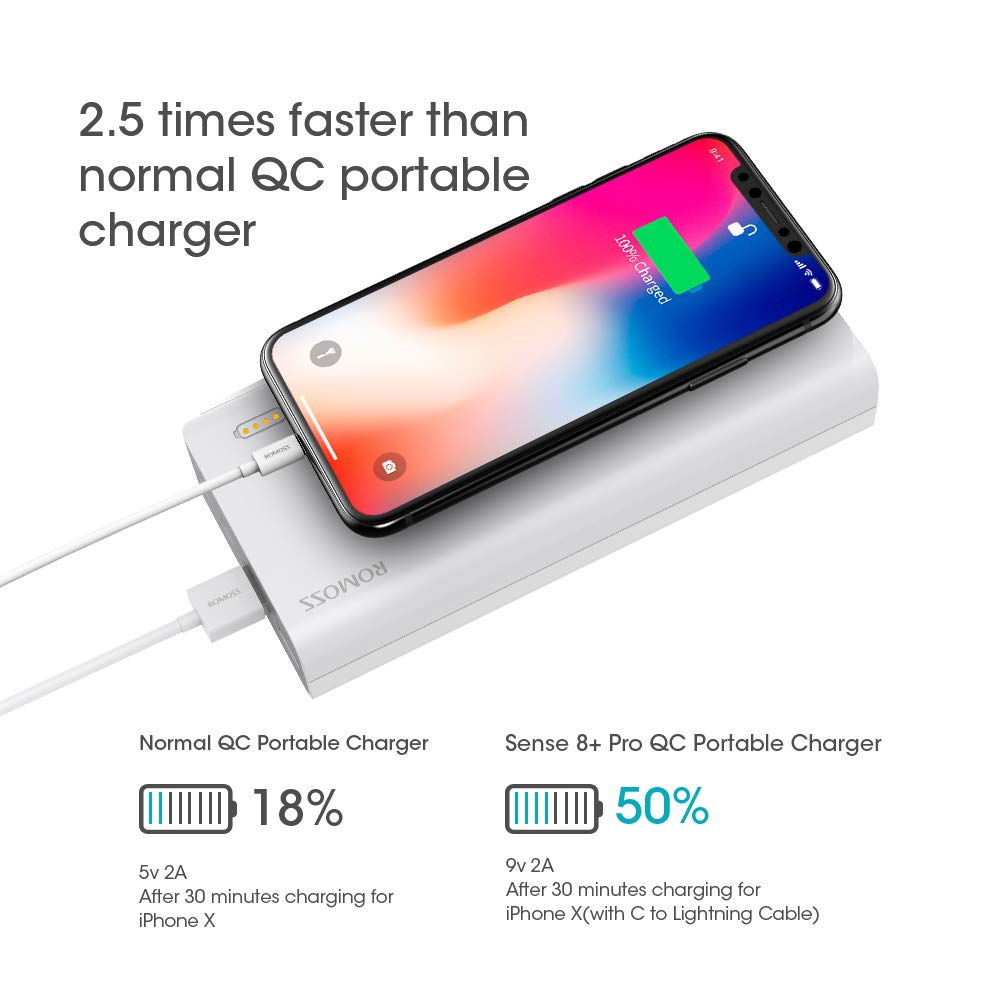 2.5 times faster than
normal QC portable
charger
8:41
100% Charged
ROMOSS
ROMOSS
ROMOSS
Normal QC Portable Charger
18%
5v 2A
After 30 minutes charging for
iPhone X
Sense 8+ Pro QC Portable Charger
50%
9v 2A
After 30 minutes charging for
iPhone X(with C to Lightning Cable)